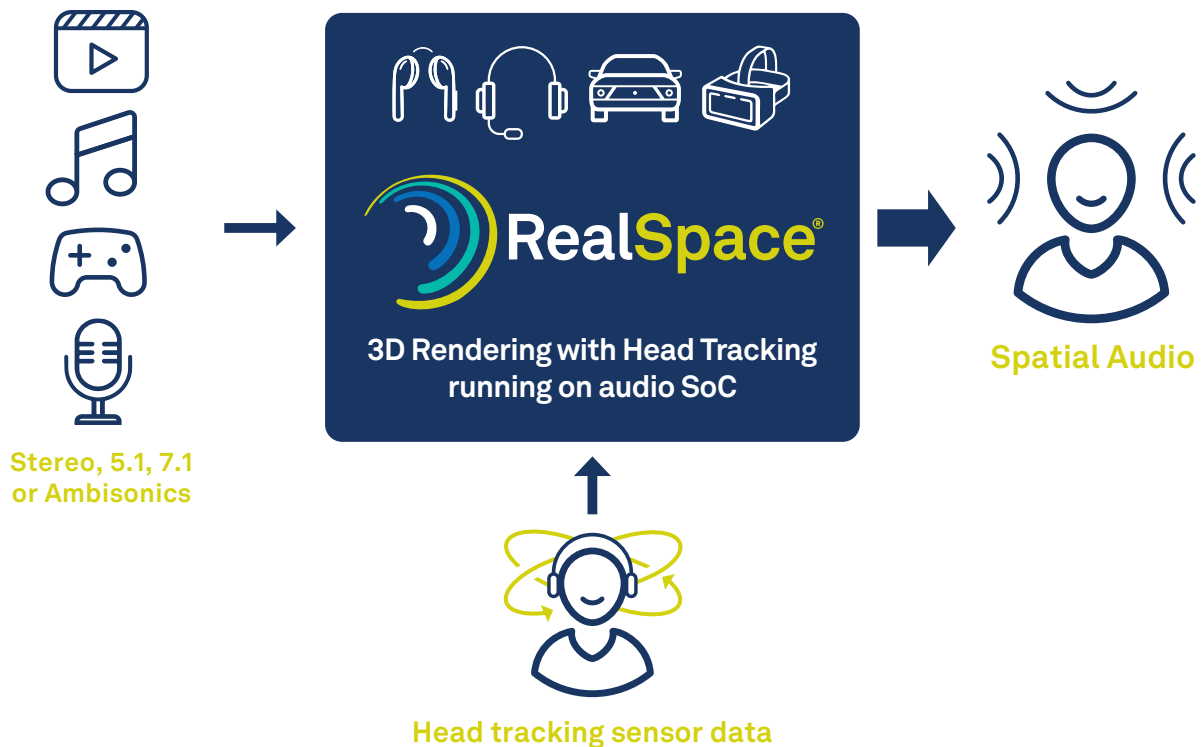 Stereo, 5.1, 7.1
or Ambisonics
RealSpace®
3D Rendering with Head Tracking
running on audio SoC
Spatial Audio
Head tracking sensor data